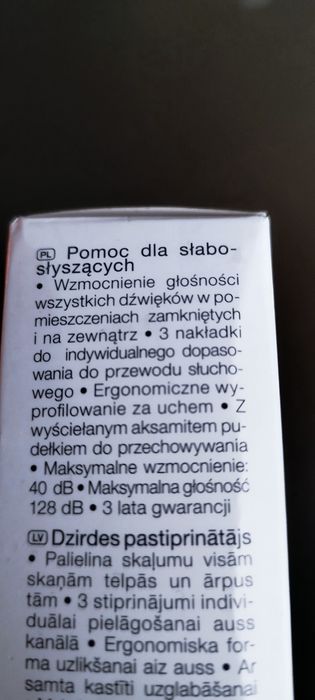 PL Pomoc dla słabo-
słyszących
• Wzmocnienie głośności
wszystkich dźwięków w po-
mieszczeniach zamkniętych
i na zewnątrz • 3 nakładki
do indywidualnego dopaso-
wania do przewodu słucho-
wego • Ergonomiczne wy-
profilowanie za uchem • Z
wyściełanym aksamitem pu-
dełkiem do przechowywania
• Maksymalne wzmocnienie:
40 dB • Maksymalna głośność
128 dB • 3 lata gwarancji
LV Dzirdes pastiprinātājs
• Palielina skaļumu visām
skaņām telpās un ārpus
tām • 3 stiprinājumi indivi-
duālai pielāgošanai auss
kanālā • Ergonomiska for-
ma uzlikšanai aiz auss • Ar
samta kastīti uzglabāšanai